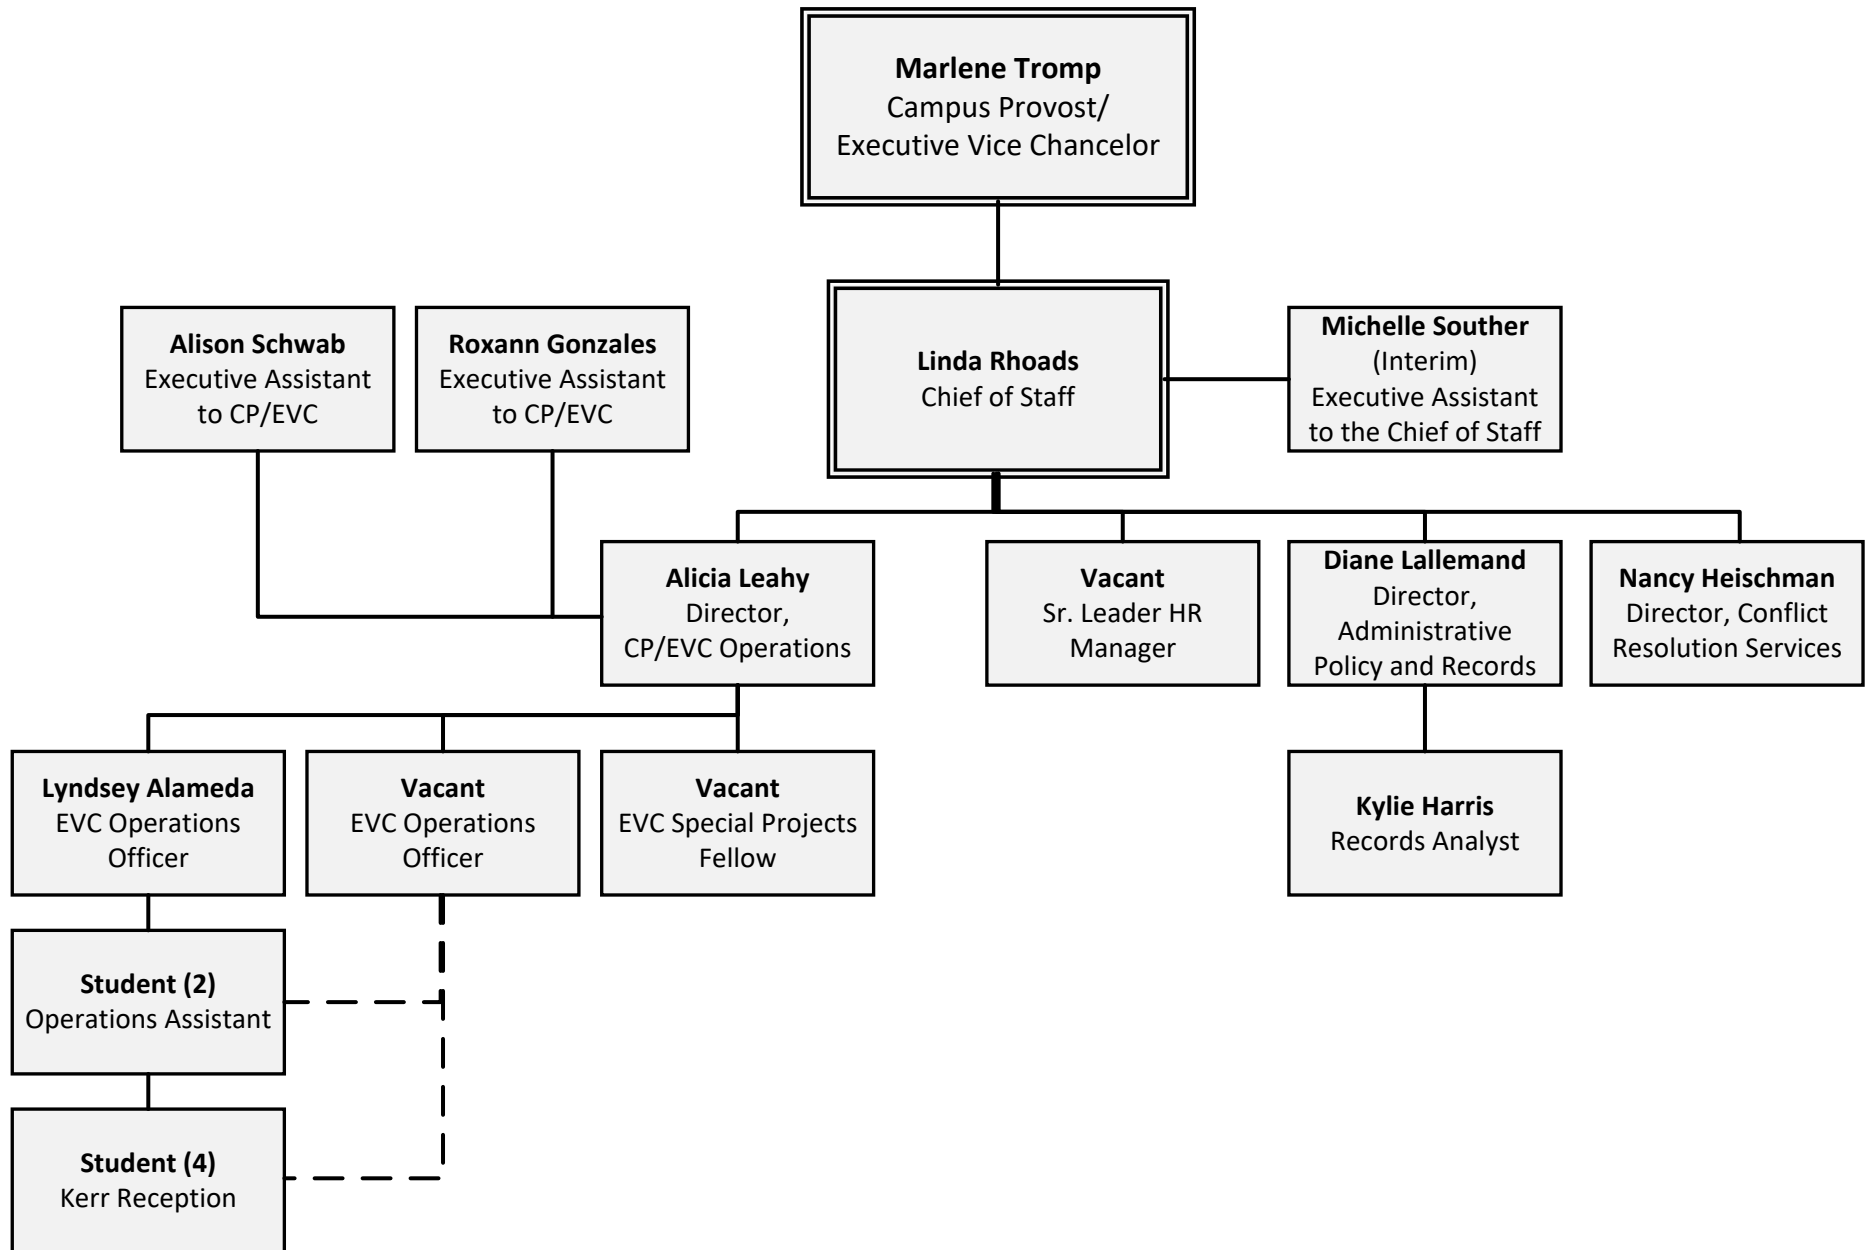 Marlene Tromp
Campus Provost/
Executive Vice Chancelor
Alison Schwab
Executive Assistant
to CP/EVC
Roxann Gonzales
Executive Assistant
to CP/EVC
Linda Rhoads
Chief of Staff
Michelle Souther
(Interim)
Executive Assistant
to the Chief of Staff
Alicia Leahy
Director,
CP/EVC Operations
Vacant
Sr. Leader HR
Manager
Diane Lallemand
Director,
Administrative
Policy and Records
Nancy Heischman
Director, Conflict
Resolution Services
Lyndsey Alameda
EVC Operations
Officer
Vacant
EVC Operations
Officer
Vacant
EVC Special Projects
Fellow
Kylie Harris
Records Analyst
Student (2)
Operations Assistant
Student (4)
Kerr Reception